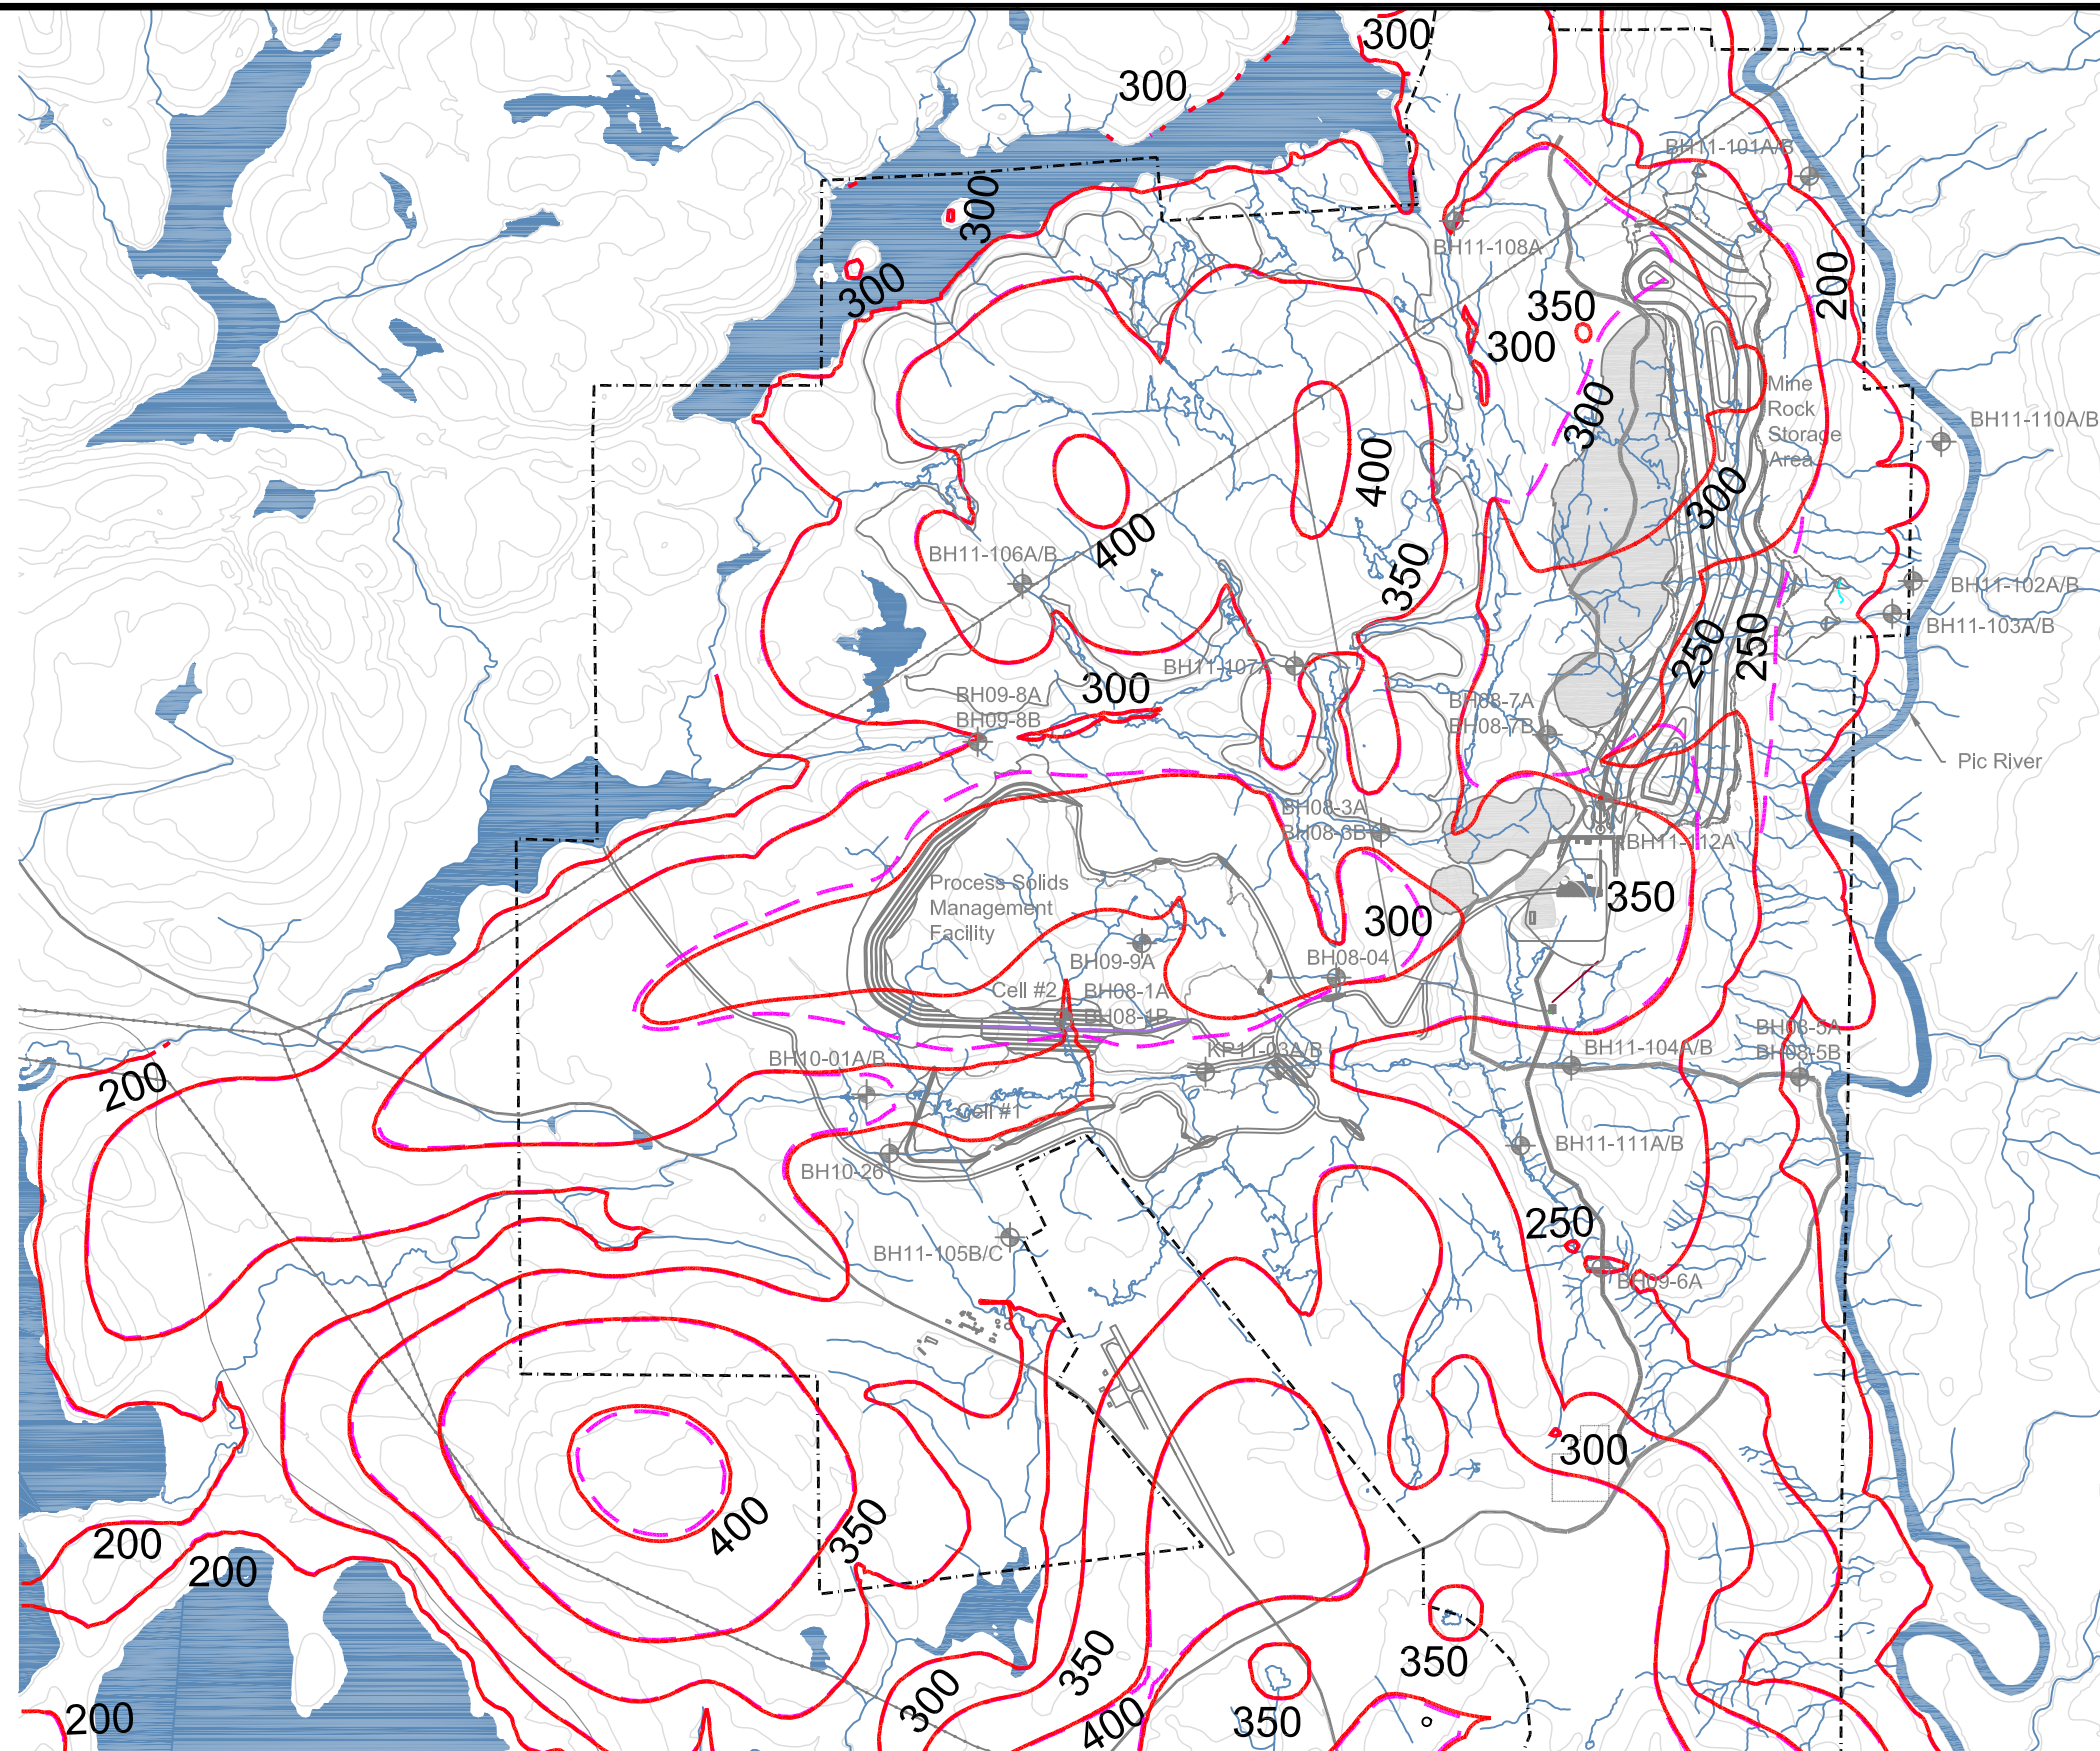 300
300
BH11-101A/B
300
BH11-108A
200
300
350
300
Mine
Rock
Storage
Area
300
BH11-110A/B
400
300
400
BH11-106A/B
350
BH11-102A/B
BH11-103A/B
250
250
BH11-107A
300
BH09-8A
BH09-8B
BH08-7A
BH08-7B
Pic River
BH08-3A
BH08-3B
BH11-112A
Process Solids
Management
Facility
350
300
BH09-9A
BH08-04
Cell #2
BH08-1A
BH08-1B
BH08-5A
BH08-5B
KP11-03A/B
BH11-104A/B
BH10-01A/B
200
Cell #1
BH11-111A/B
BH10-26
250
BH11-105B/C
BH09-6A
300
400
350
200
200
350
350
300
400
350
200